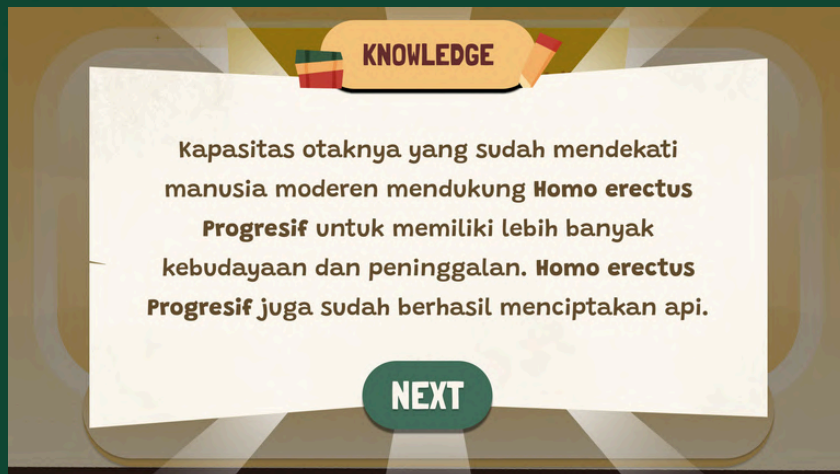 KNOWLEDGE
Kapasitas otaknya yang sudah mendekati
manusia moderen mendukung Homo erectus
Progresif untuk memiliki lebih banyak
kebudayaan dan peninggalan. Homo erectus
Progresif juga sudah berhasil menciptakan api.
NEXT